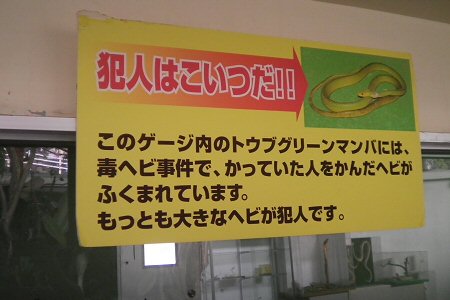 犯人はこいつだ!!
このゲージ内のトウブグリーンマンバには、
毒ヘビ事件で、かっていた人をかんだヘビが
ふくまれています。
もっとも大きなヘビが犯人です。